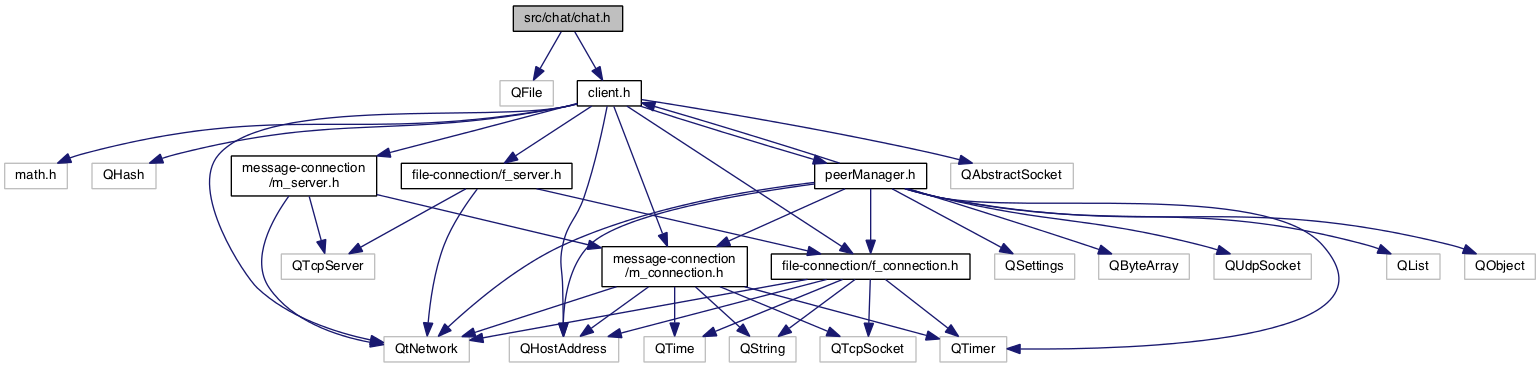 src/chat/chat.h
QFile
client.h
math.h
QHash
message-connection
/m_server.h
file-connection/f_server.h
peerManager.h
QAbstractSocket
QTcpServer
message-connection
/m_connection.h
file-connection/f_connection.h
QSettings
QByteArray
QUdpSocket
QList
QObject
QtNetwork
QHostAddress
QTime
QString
QTcpSocket
QTimer